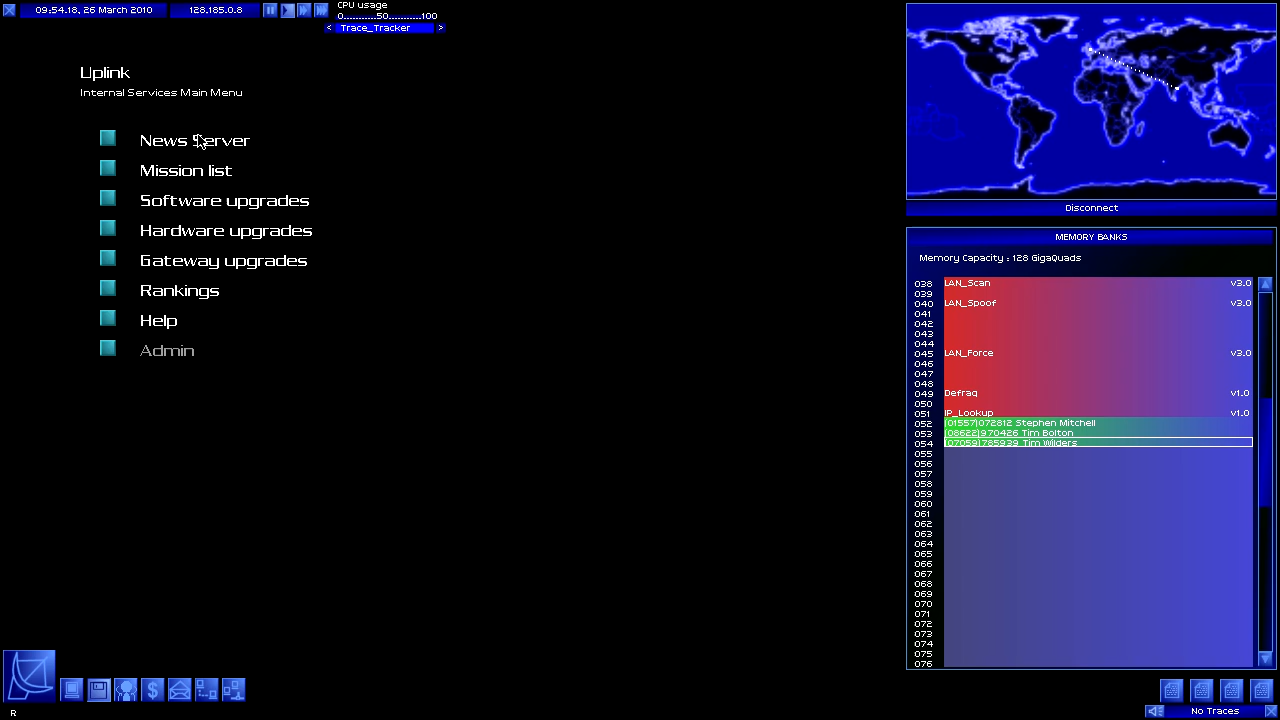 09:54.18, 26 March 2010
128.185.0.8
CPU usage
0...........50...........100
< Trace_Tracker >
Uplink
Internal Services Main Menu
News Server
Mission list
Software upgrades
Hardware upgrades
Gateway upgrades
Rankings
Help
Admin
Disconnect
MEMORY BANKS
Memory Capacity : 128 GigaQuads
038 LAN_Scan v3.0
039
040 LAN_Spoof v3.0
041
042
043
044
045 LAN_Force v3.0
046
047
048
049 Defrag v1.0
050
051 IP_Lookup v1.0
052 (01557)072812 Stephen Mitchell
053 (08622)970426 Tim Bolton
054 (07059)785939 Tim Wilders
055
056
057
058
059
060
061
062
063
064
065
066
067
068
069
070
071
072
073
074
075
076
$
R
No Traces